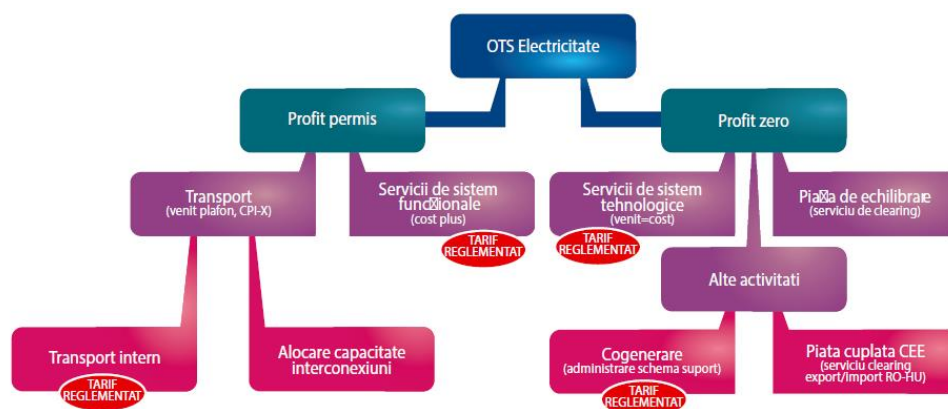 OTS Electricitate
Profit permis
Profit zero
Transport
(venit plafon, CPI-X)
Servicii de sistem
(cost plus)
TARIF
REGLEMENTAT
Servicii de sistem
tehnologice
(venit=cost)
TARIF
REGLEMENTAT
de echilibrare
(serviciu de clearing)
Alte activitati
Transport intern
TARIF
REGLEMENTAT
Alocare capacitate
interconexiuni
Cogenerare
(administrare schema suport)
TARIF
REGLEMENTAT
Piata cuplata CEE
(serviciu clearing
export/import RO-HU)